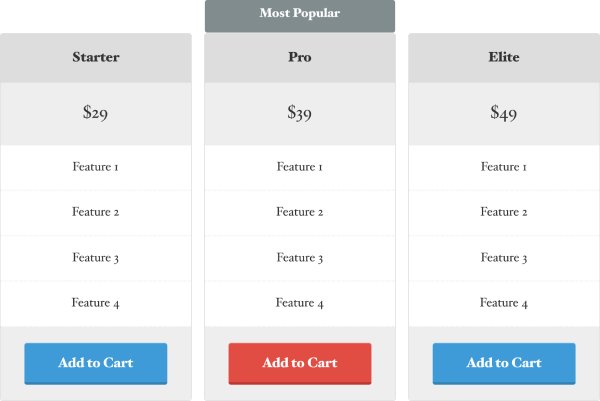 Most Popular
Starter
Pro
Elite
$29
$39
$49
Feature 1
Feature 1
Feature 1
Feature 2
Feature 2
Feature 2
Feature 3
Feature 3
Feature 3
Feature 4
Feature 4
Feature 4
Add to Cart
Add to Cart
Add to Cart